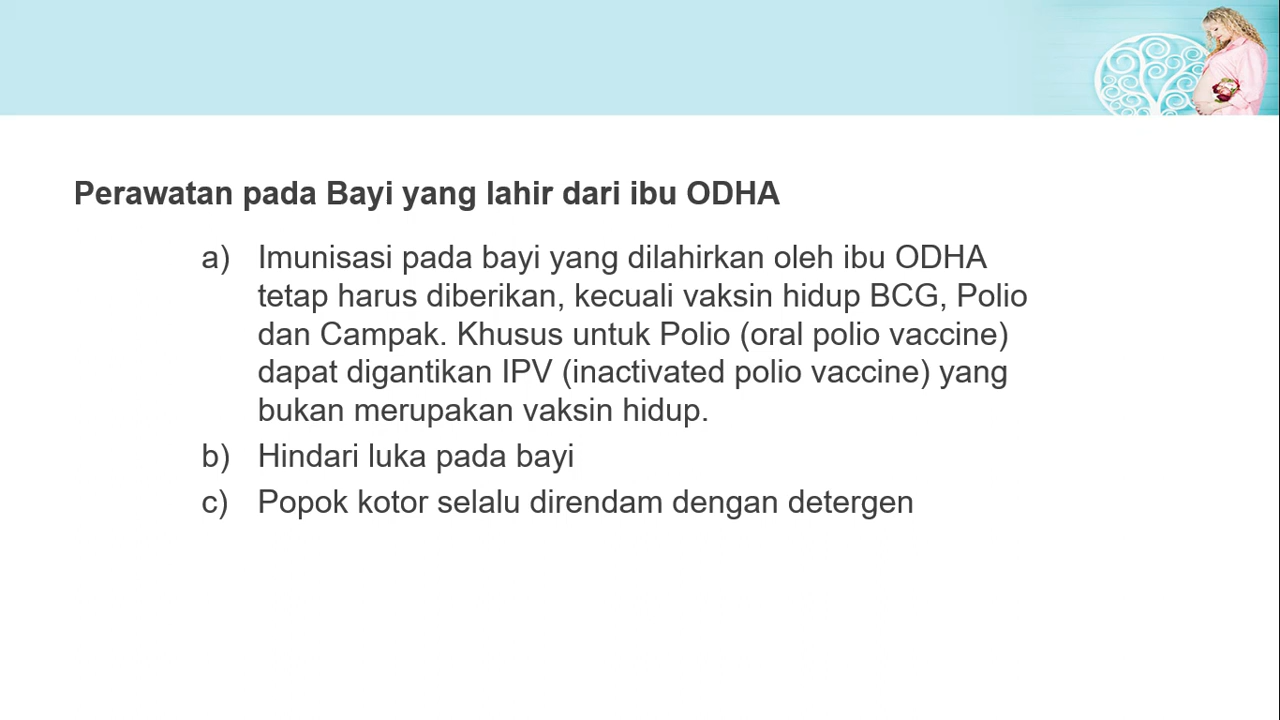 Perawatan pada Bayi yang lahir dari ibu ODHA
a) Imunisasi pada bayi yang dilahirkan oleh ibu ODHA
tetap harus diberikan, kecuali vaksin hidup BCG, Polio
dan Campak. Khusus untuk Polio (oral polio vaccine)
dapat digantikan IPV (inactivated polio vaccine) yang
bukan merupakan vaksin hidup.
b) Hindari luka pada bayi
c) Popok kotor selalu direndam dengan detergen